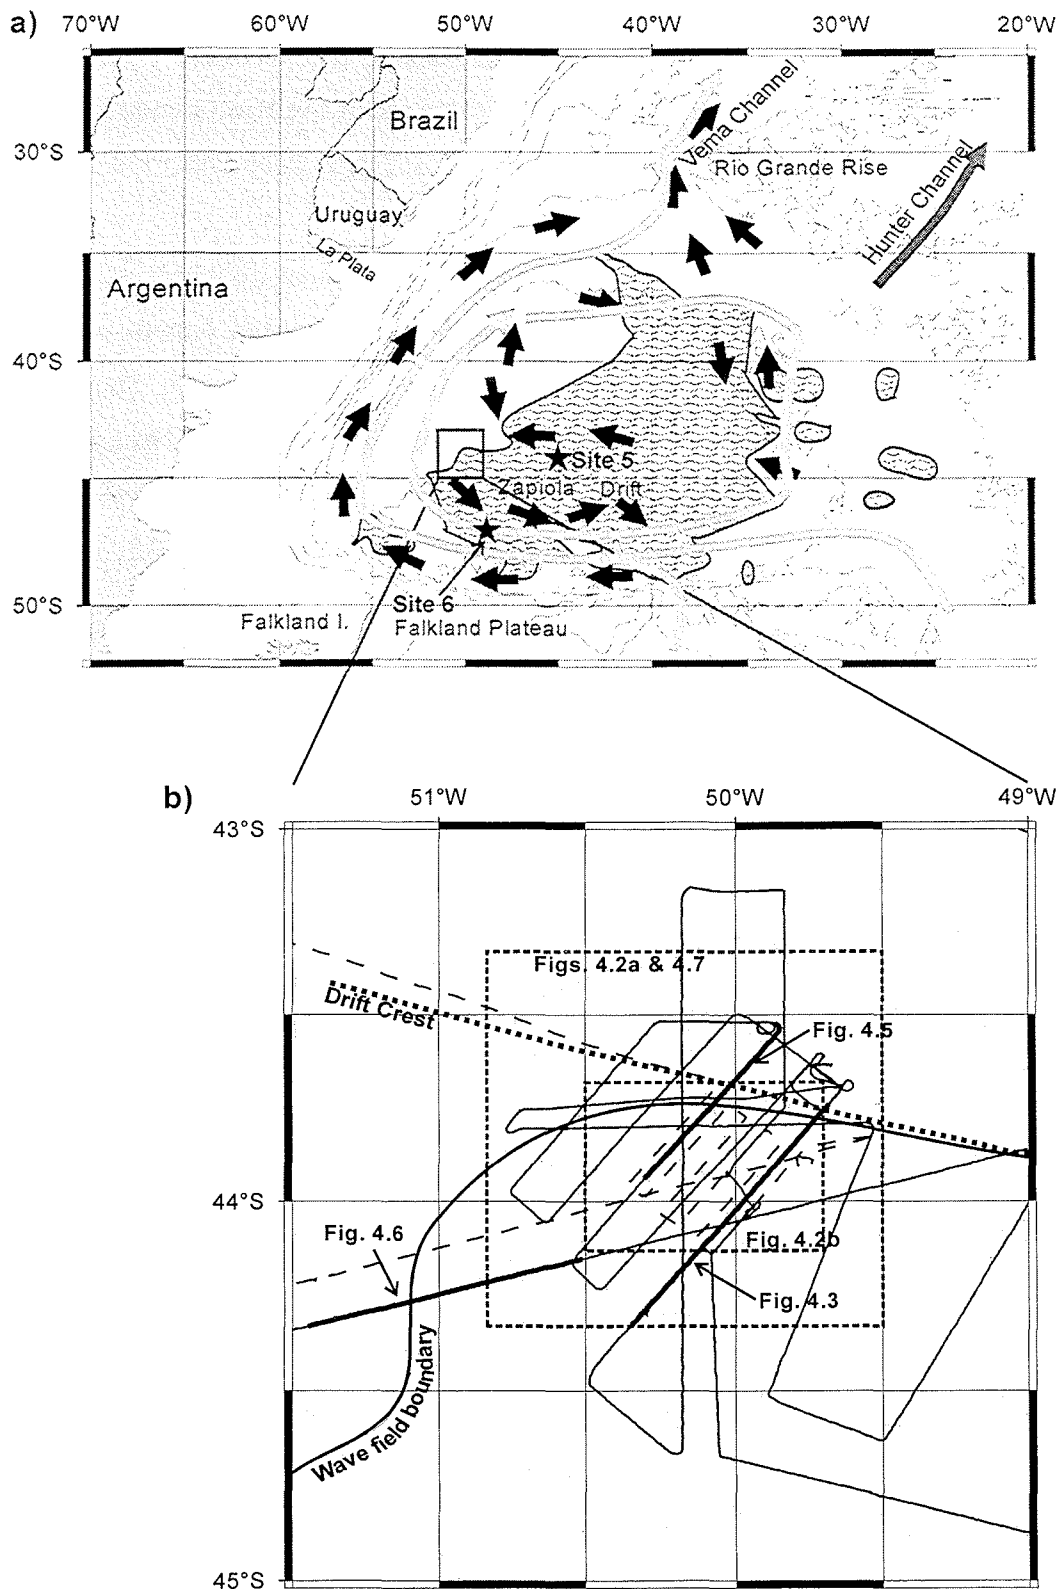 a)
70°W 60°W 50°W 40°W 30°W 20°W
30°S
40°S
50°S
Brazil
Vema Channel
Rio Grande Rise
Hunter Channel
Uruguay
La Plata
Argentina
Site 5
Zapiola Drift
Site 6
Falkland I.
Falkland Plateau
b)
51°W 50°W 49°W
43°S
44°S
45°S
Figs. 4.2a & 4.7
Drift Crest
Fig. 4.5
Fig. 4.6
Fig. 4.2b
Fig. 4.3
Wave field boundary